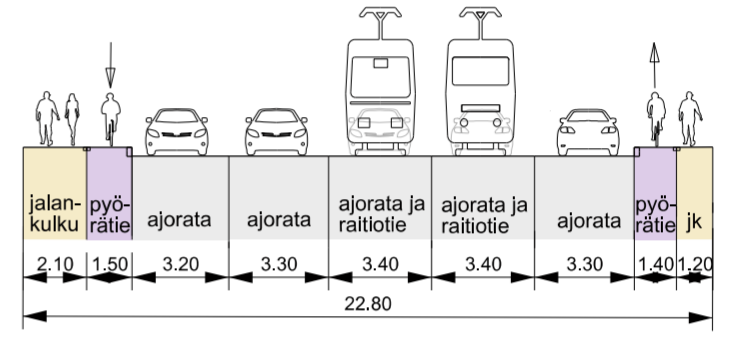 jalan-
kulku
pyö-
rätie
ajorata
ajorata
ajorata ja
raitiotie
ajorata ja
raitiotie
ajorata
pyö-
rätie
jk
2.10 1.50 3.20 3.30 3.40 3.40 3.30 1.40 1.20
22.80